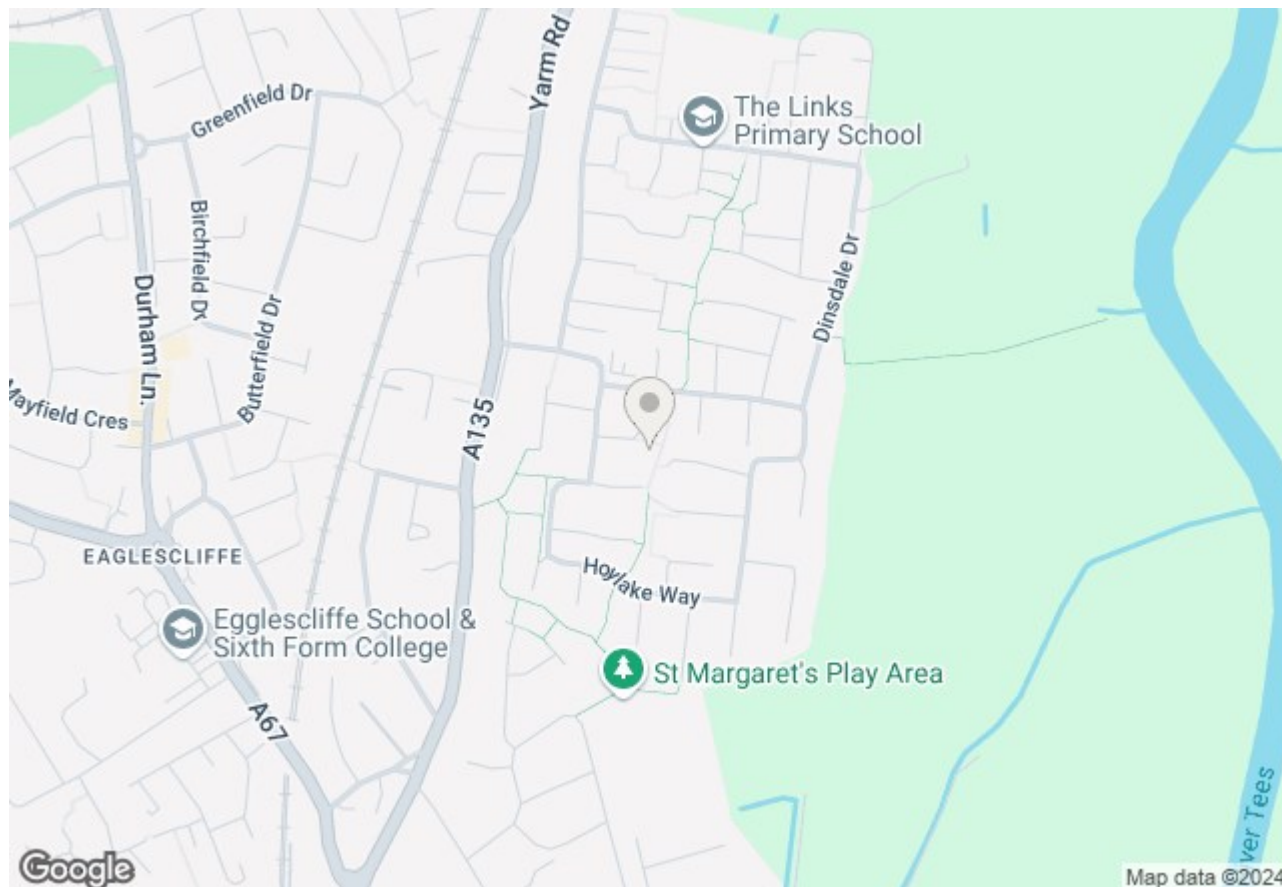 Yarm Rd
The Links
Primary School
Greenfield Dr
Birchfield Dr
Durham Ln.
Butterfield Dr
Dinsdale Dr
Mayfield Cres
A135
EAGLESCLIFFE
Hoylake Way
Egglescliffe School &
Sixth Form College
St Margaret's Play Area
A67
ver Tees
Google
Map data ©2024